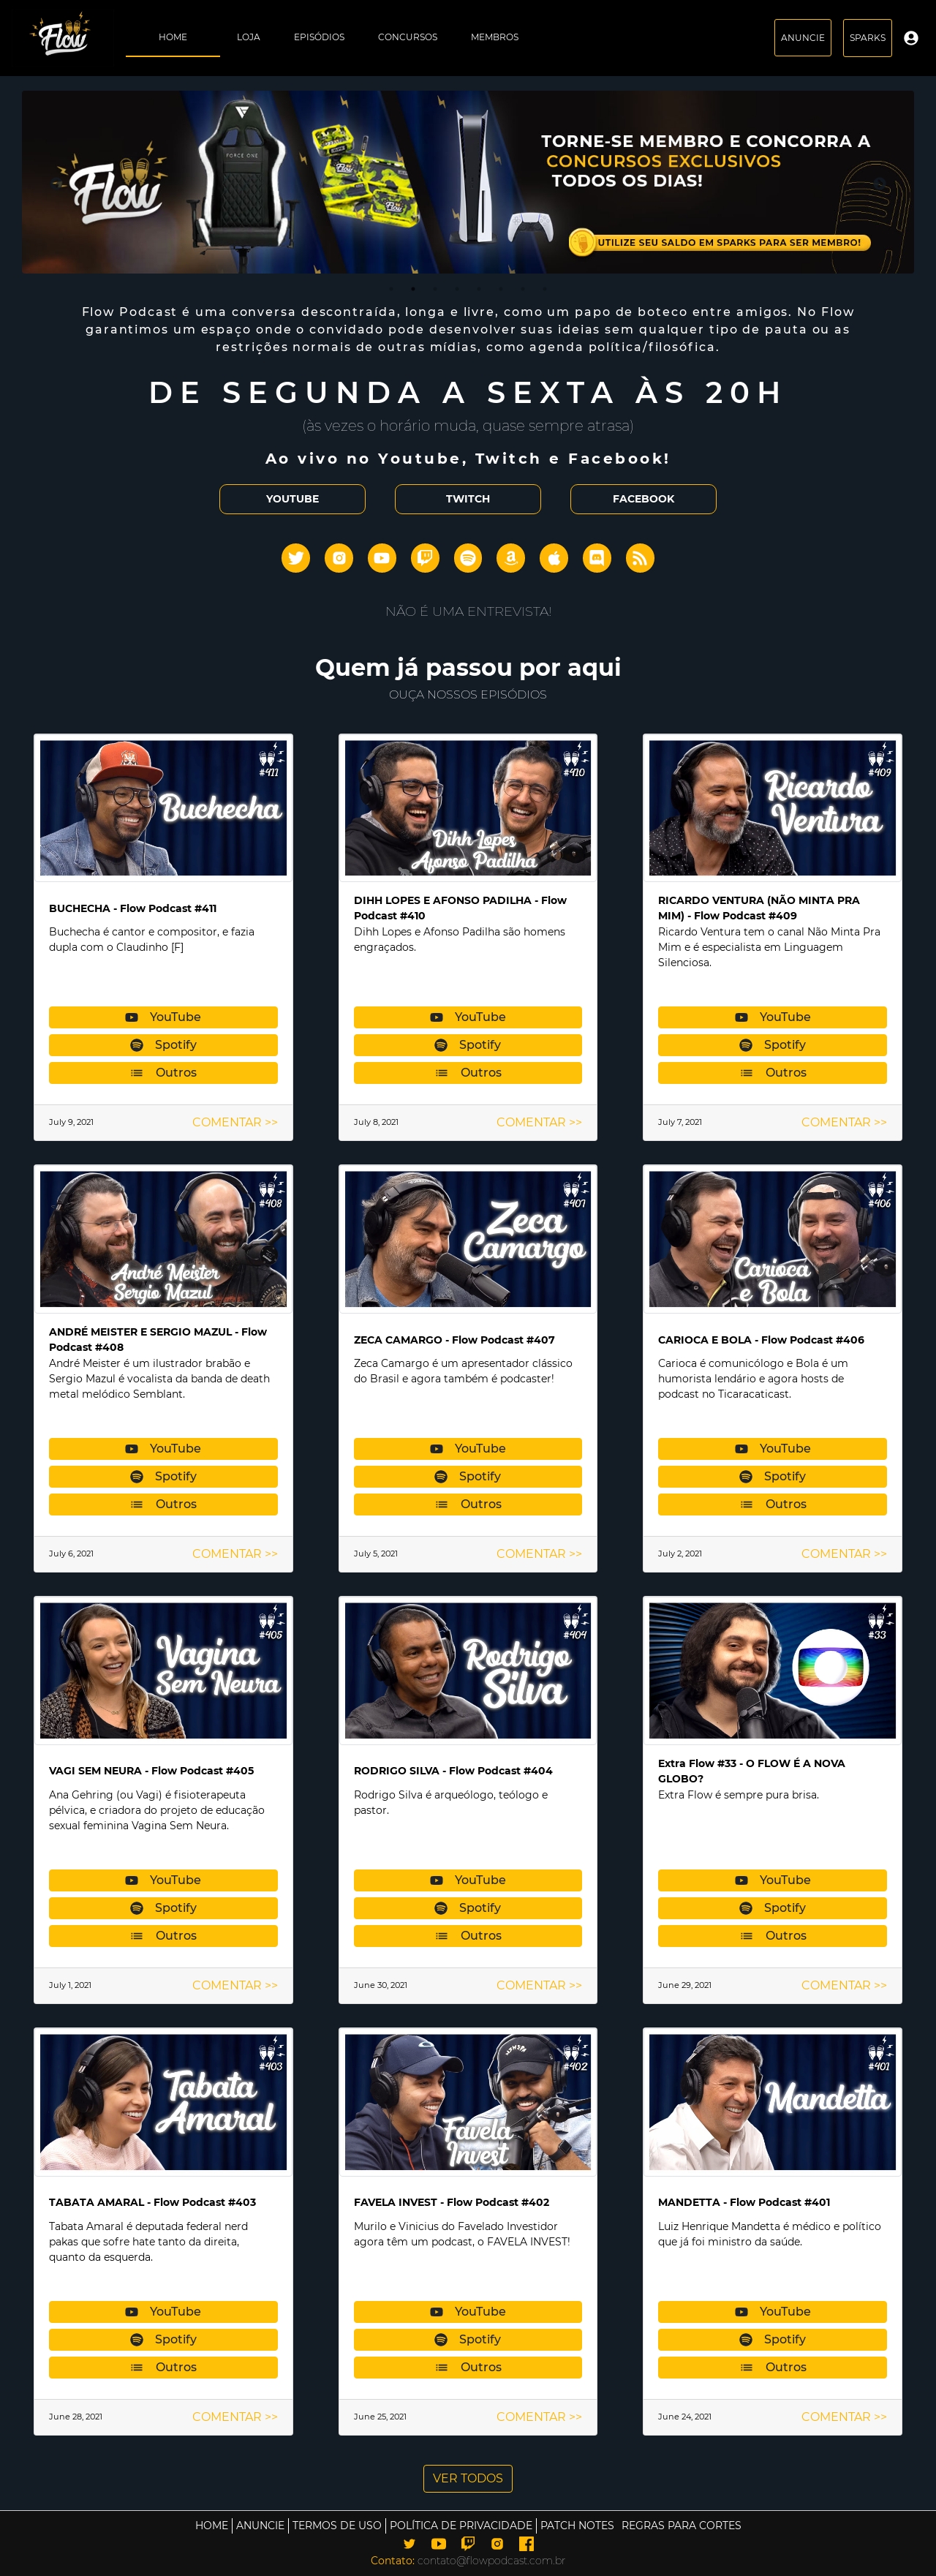 Flow
HOME
LOJA
EPISÓDIOS
CONCURSOS
MEMBROS
ANUNCIE
SPARKS
Flow
FORCE ONE
TORNE-SE MEMBRO E CONCORRA A
CONCURSOS EXCLUSIVOS
TODOS OS DIAS!
UTILIZE SEU SALDO EM SPARKS PARA SER MEMBRO!
Flow Podcast é uma conversa descontraída, longa e livre, como um papo de boteco entre amigos. No Flow
garantimos um espaço onde o convidado pode desenvolver suas ideias sem qualquer tipo de pauta ou as
restrições normais de outras mídias, como agenda política/filosófica.
DE SEGUNDA A SEXTA ÀS 20H
(às vezes o horário muda, quase sempre atrasa)
Ao vivo no Youtube, Twitch e Facebook!
YOUTUBE
TWITCH
FACEBOOK
NÃO É UMA ENTREVISTA!
Quem já passou por aqui
OUÇA NOSSOS EPISÓDIOS
#411
Buchecha
BUCHECHA - Flow Podcast #411
Buchecha é cantor e compositor, e fazia
dupla com o Claudinho [F]
YouTube
Spotify
Outros
July 9, 2021
COMENTAR >>
#410
Dihh Lopes
Afonso Padilha
DIHH LOPES E AFONSO PADILHA - Flow
Podcast #410
Dihh Lopes e Afonso Padilha são homens
engraçados.
YouTube
Spotify
Outros
July 8, 2021
COMENTAR >>
#409
Ricardo
Ventura
RICARDO VENTURA (NÃO MINTA PRA
MIM) - Flow Podcast #409
Ricardo Ventura tem o canal Não Minta Pra
Mim e é especialista em Linguagem
Silenciosa.
YouTube
Spotify
Outros
July 7, 2021
COMENTAR >>
#408
André Meister
Sergio Mazul
ANDRÉ MEISTER E SERGIO MAZUL - Flow
Podcast #408
André Meister é um ilustrador brabão e
Sergio Mazul é vocalista da banda de death
metal melódico Semblant.
YouTube
Spotify
Outros
July 6, 2021
COMENTAR >>
#407
Zeca
Camargo
ZECA CAMARGO - Flow Podcast #407
Zeca Camargo é um apresentador clássico
do Brasil e agora também é podcaster!
YouTube
Spotify
Outros
July 5, 2021
COMENTAR >>
#406
Carioca
e Bola
CARIOCA E BOLA - Flow Podcast #406
Carioca é comunicólogo e Bola é um
humorista lendário e agora hosts de
podcast no Ticaracaticast.
YouTube
Spotify
Outros
July 2, 2021
COMENTAR >>
#405
Vagina
Sem Neura
VAGI SEM NEURA - Flow Podcast #405
Ana Gehring (ou Vagi) é fisioterapeuta
pélvica, e criadora do projeto de educação
sexual feminina Vagina Sem Neura.
YouTube
Spotify
Outros
July 1, 2021
COMENTAR >>
#404
Rodrigo
Silva
RODRIGO SILVA - Flow Podcast #404
Rodrigo Silva é arqueólogo, teólogo e
pastor.
YouTube
Spotify
Outros
June 30, 2021
COMENTAR >>
#33
Extra Flow #33 - O FLOW É A NOVA
GLOBO?
Extra Flow é sempre pura brisa.
YouTube
Spotify
Outros
June 29, 2021
COMENTAR >>
#403
Tabata
Amaral
TABATA AMARAL - Flow Podcast #403
Tabata Amaral é deputada federal nerd
pakas que sofre hate tanto da direita,
quanto da esquerda.
YouTube
Spotify
Outros
June 28, 2021
COMENTAR >>
#402
Favela
Invest
FAVELA INVEST - Flow Podcast #402
Murilo e Vinicius do Favelado Investidor
agora têm um podcast, o FAVELA INVEST!
YouTube
Spotify
Outros
June 25, 2021
COMENTAR >>
#401
Mandetta
MANDETTA - Flow Podcast #401
Luiz Henrique Mandetta é médico e político
que já foi ministro da saúde.
YouTube
Spotify
Outros
June 24, 2021
COMENTAR >>
VER TODOS
HOME | ANUNCIE | TERMOS DE USO | POLÍTICA DE PRIVACIDADE | PATCH NOTES REGRAS PARA CORTES
Contato: contato@flowpodcast.com.br